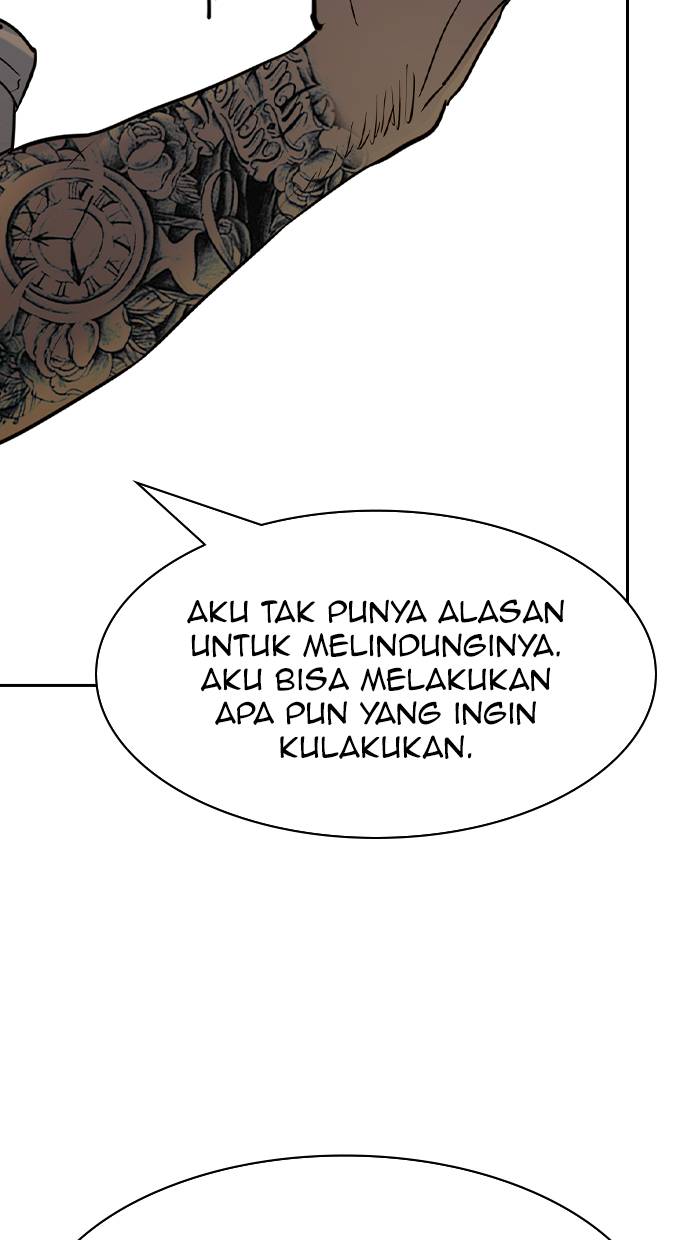 AKU TAK PUNYA ALASAN
UNTUK MELINDUNGINYA.
AKU BISA MELAKUKAN
APA PUN YANG INGIN
KULAKUKAN.